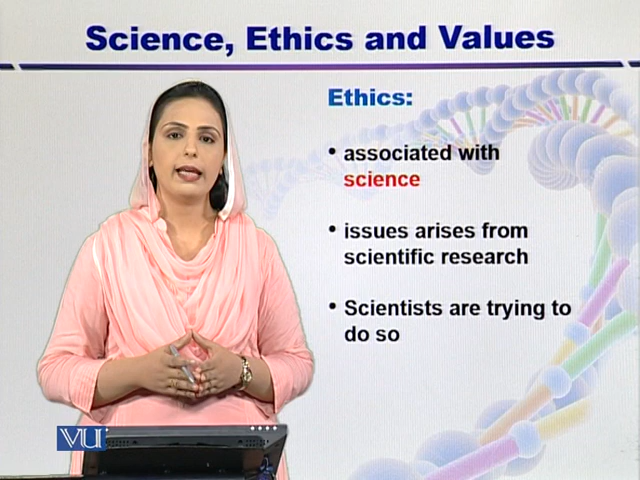 Science, Ethics and Values
Ethics:
• associated with
science
• issues arises from
scientific research
• Scientists are trying to
do so
VU